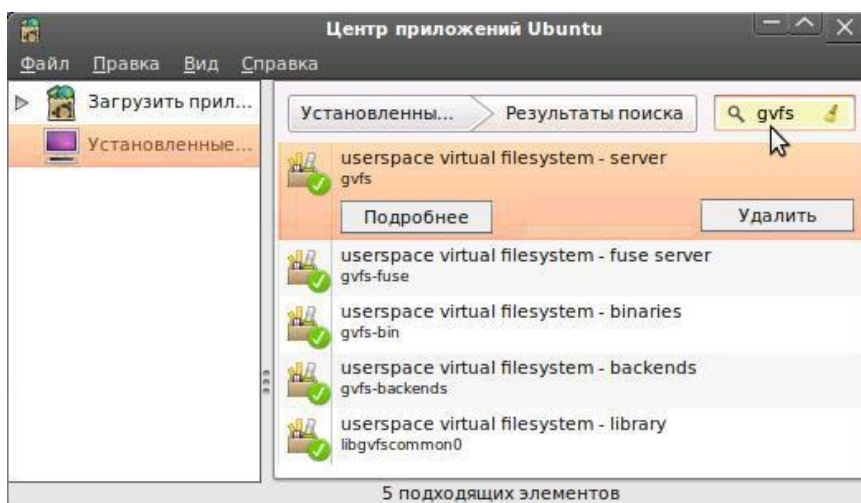 Центр приложений Ubuntu
Файл Правка Вид Справка
Загрузить прил...
Установленные...
Установленны... Результаты поиска gvfs
userspace virtual filesystem - server
gvfs
Подробнее Удалить
userspace virtual filesystem - fuse server
gvfs-fuse
userspace virtual filesystem - binaries
gvfs-bin
userspace virtual filesystem - backends
gvfs-backends
userspace virtual filesystem - library
libgvfscommon0
5 подходящих элементов